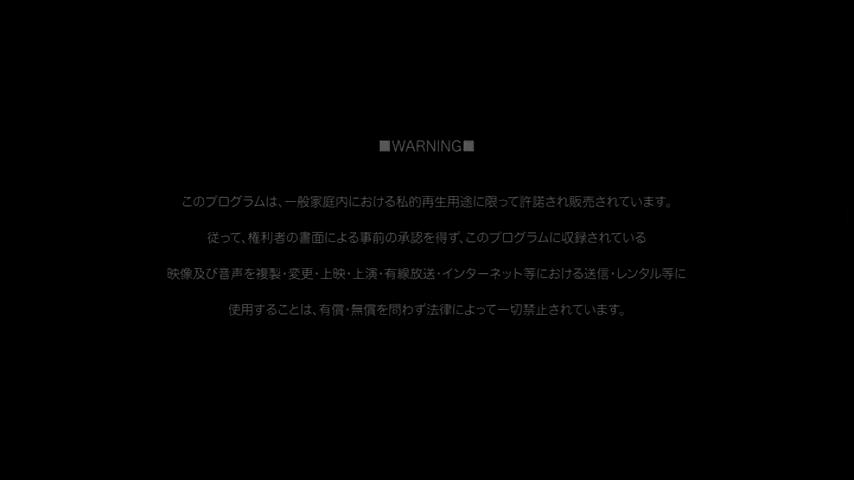 ■WARNING■
このプログラムは、一般家庭内における私的再生用途に限って許諾され販売されています。
従って、権利者の書面による事前の承認を得ず、このプログラムに収録されている
映像及び音声を複製・変更・上映・上演・有線放送・インターネット等における送信・レンタル等に
使用することは、有償・無償を問わず法律によって一切禁止されています。